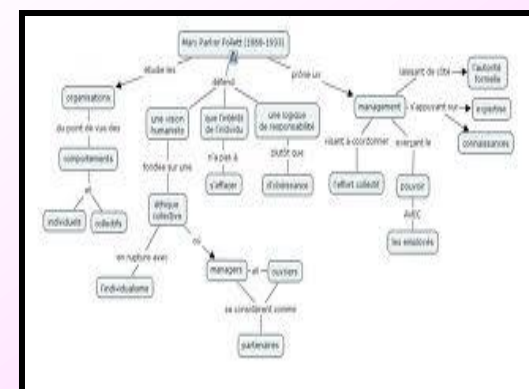 Mary Parker Follett (1868-1933)
étudie les
défend
prône un
laissant de côté
l'autorité formelle
organisations
une vision humaniste
que l'intérêt de l'individu
une logique de responsabilité
management
s'appuyant sur
expertise
connaissances
du point de vue des
n'a pas à
plutôt que
visant à coordonner
exerçant le
comportements
fondée sur une
s'effacer
d'obéissance
l'effort collectif
pouvoir
et
éthique collective
AVEC
individuels
collectifs
où
les employés
en rupture avec
managers
et
ouvriers
l'individualisme
se considèrent comme
partenaires